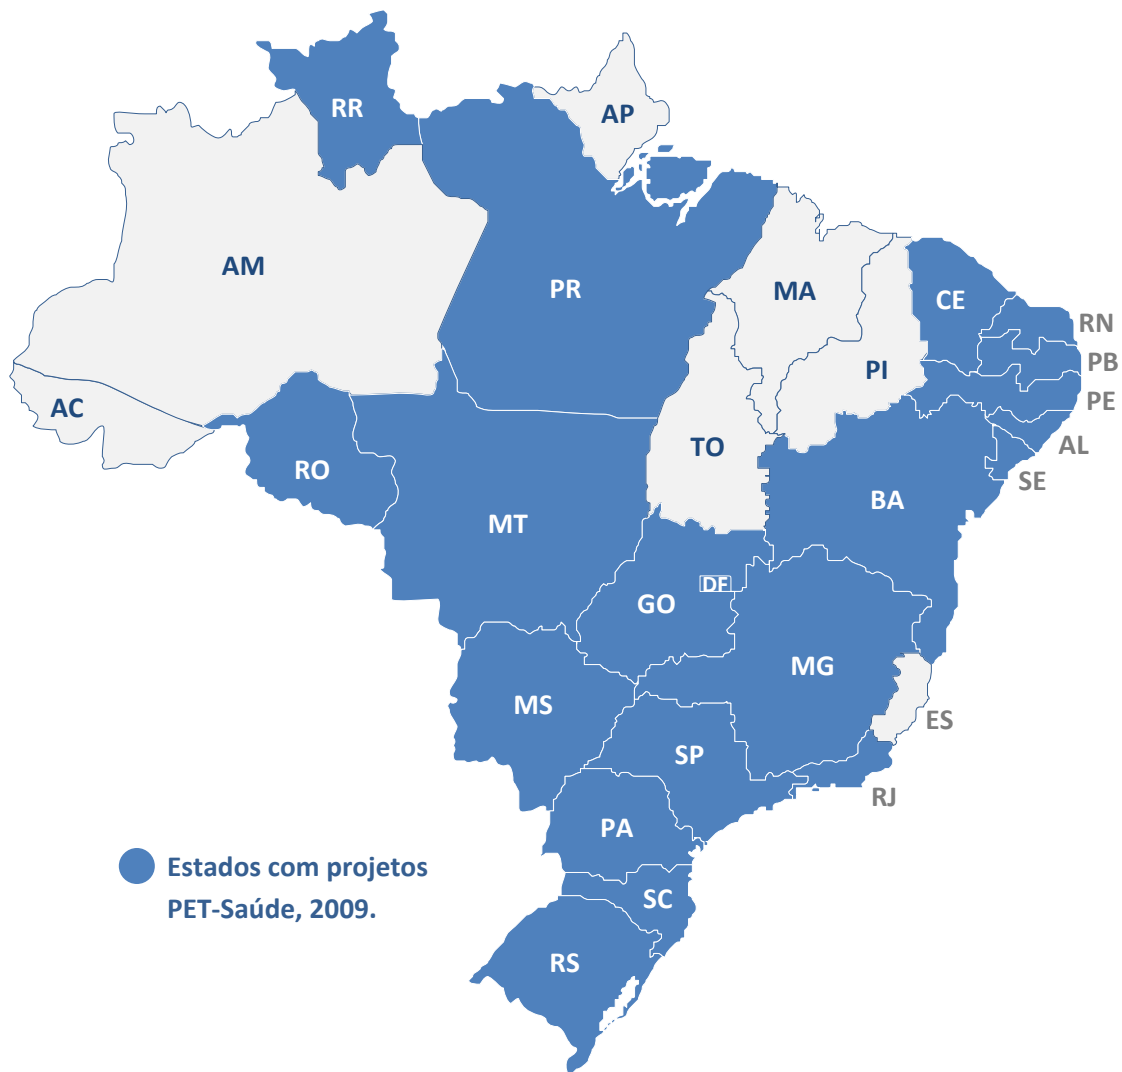 RR
AP
AM
PR
MA
CE
RN
PB
PI
PE
AC
AL
TO
RO
SE
BA
MT
DF
GO
MG
MS
ES
SP
RJ
PA
Estados com projetos
SC
PET-Saúde, 2009.
RS